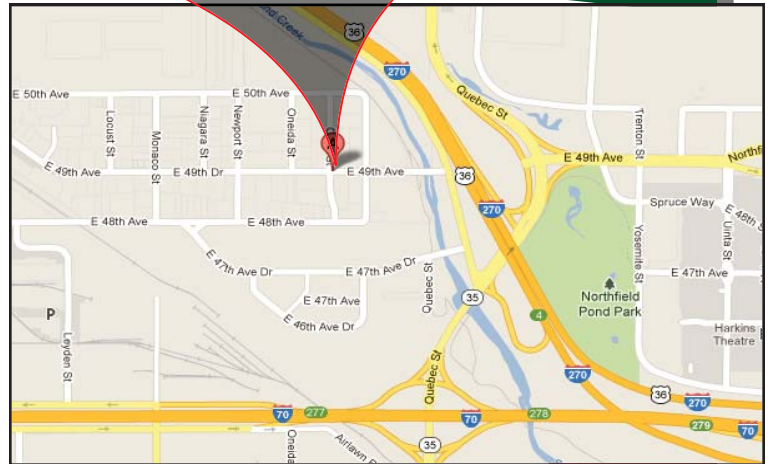 36
270
E 50th Ave
E 50th Ave
Quebec St
Locust St
Monaco St
Niagara St
Newport St
Oneida St
Trenton St
E 49th Ave
E 49th Dr
E 49th Ave
36
E 49th Ave
270
Spruce Way
E 48th Ave
E 48th Ave
Yosemite St
Uinta St
E 47th Ave Dr
E 47th Ave Dr
E 47th Ave
E 47th Ave
E 46th Ave Dr
Quebec St
35
Northfield
Pond Park
4
P
Leyden St
Harkins
Theatre
Quebec St
270
36
270
70
277
70
278
279
70
35
Oneida